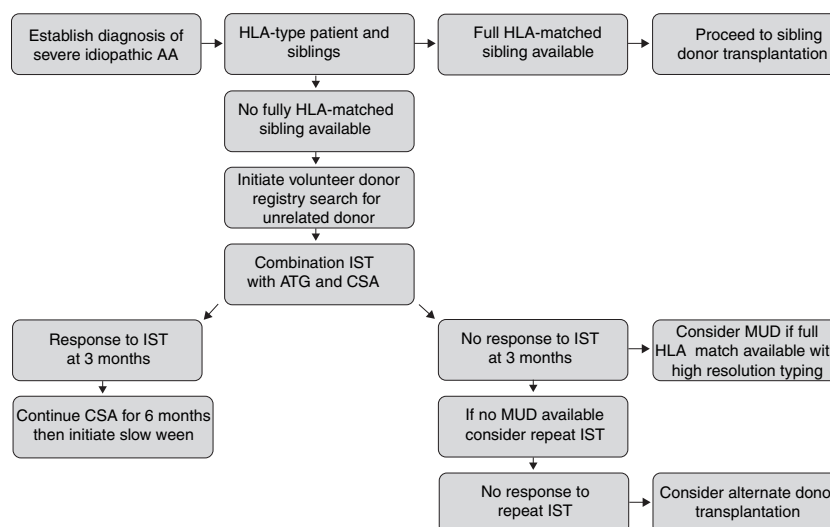 Establish diagnosis of
severe idiopathic AA
HLA-type patient and
siblings
Full HLA-matched
sibling available
Proceed to sibling
donor transplantation
No fully HLA-matched
sibling available
Initiate volunteer donor
registry search for
unrelated donor
Combination IST
with ATG and CSA
Response to IST
at 3 months
No response to IST
at 3 months
Consider MUD if full
HLA match available with
high resolution typing
Continue CSA for 6 months
then initiate slow ween
If no MUD available
consider repeat IST
No response to
repeat IST
Consider alternate donor
transplantation